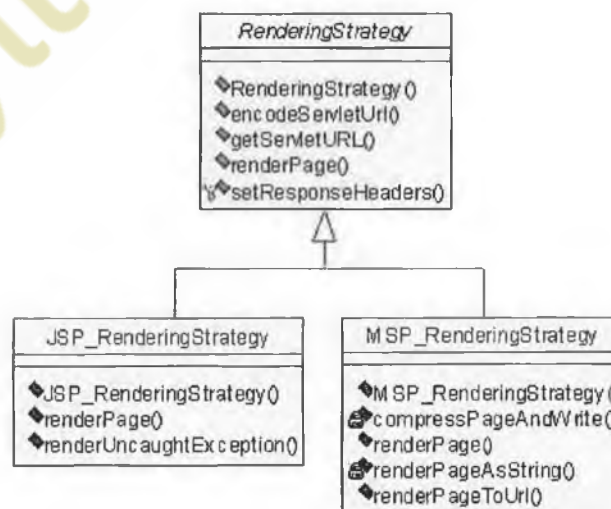 RenderingStrategy
RenderingStrategy()
encodeServletUrl()
getServletURL()
renderPage()
setResponseHeaders()
JSP_RenderingStrategy
JSP_RenderingStrategy()
renderPage()
renderUncaughtException()
MSP_RenderingStrategy
MSP_RenderingStrategy(
compressPageAndWrite(
renderPage()
renderPageAsString()
renderPageToUrl()